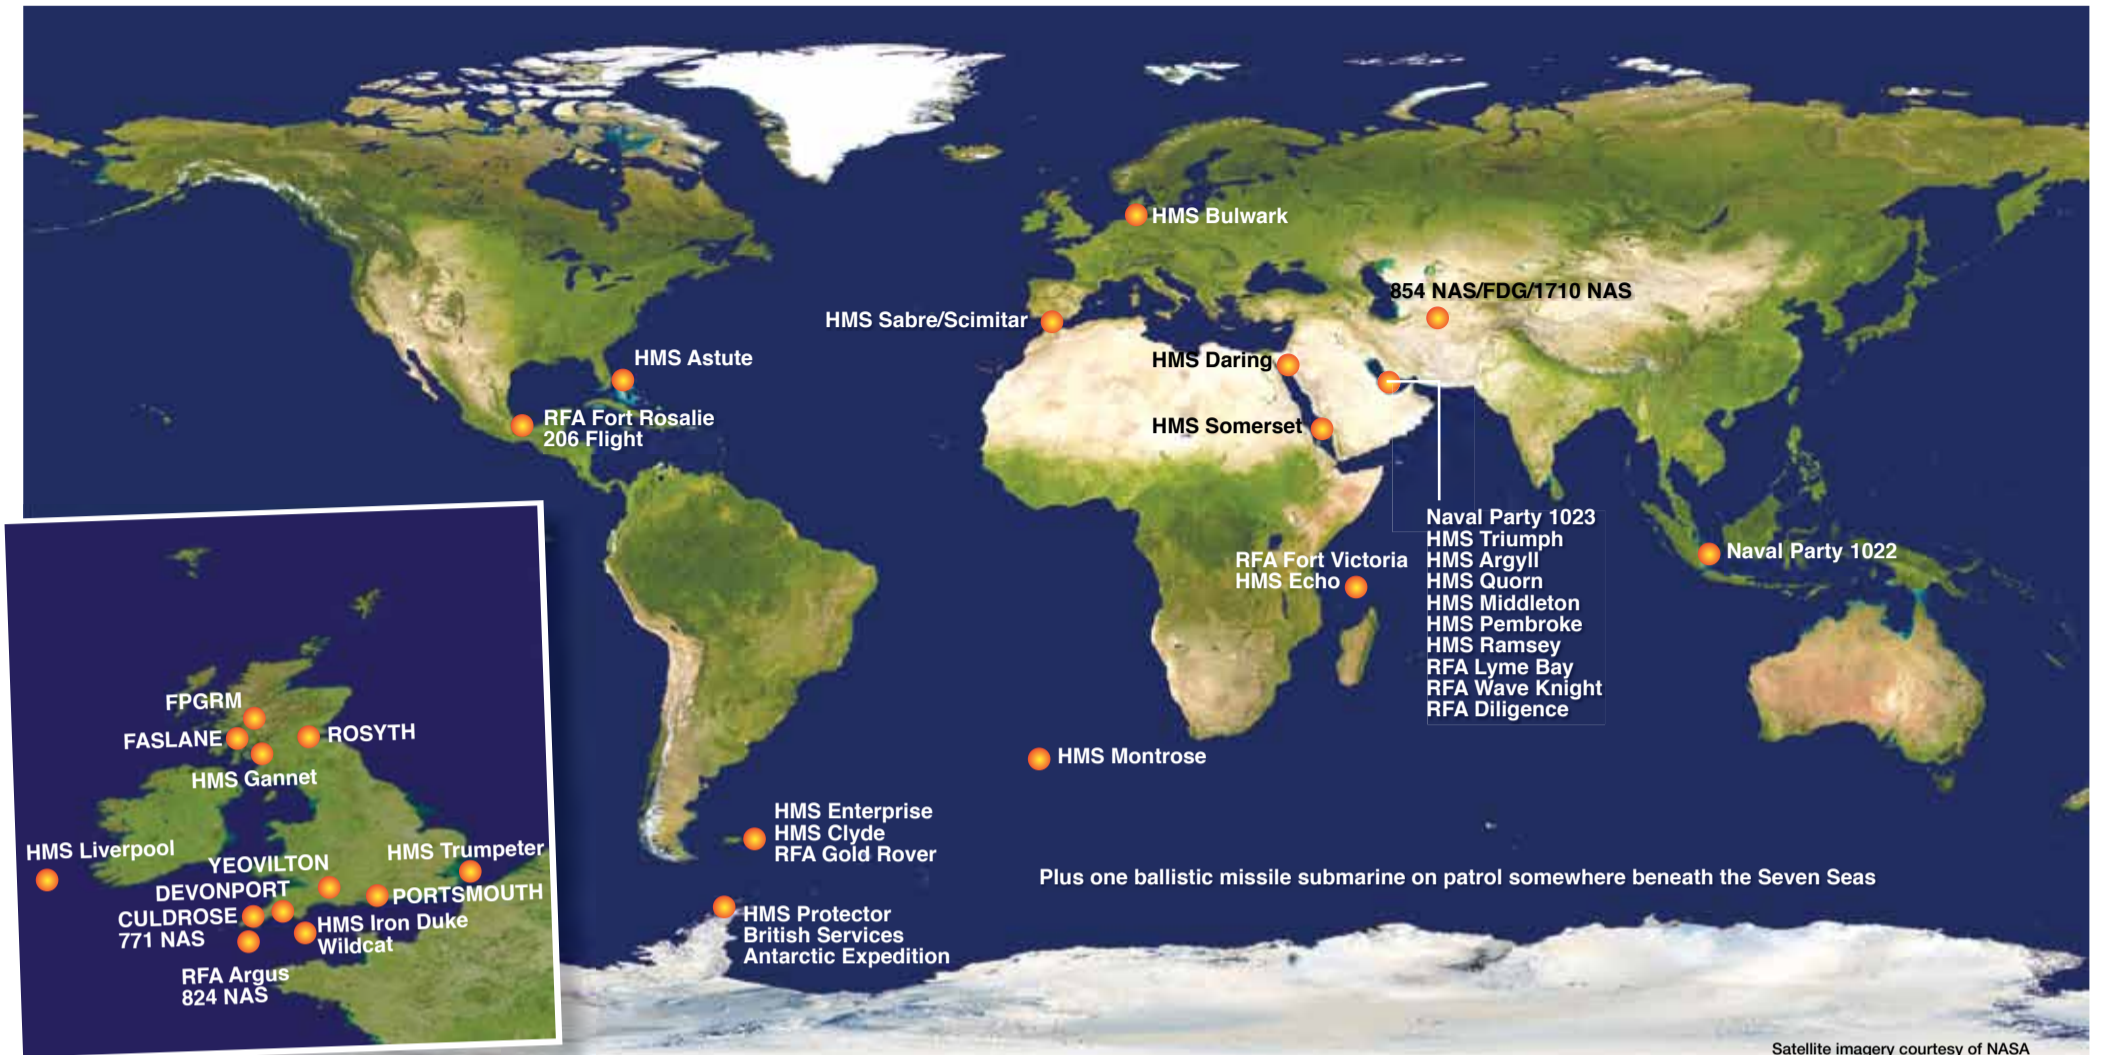 HMS Bulwark
854 NAS/FDG/1710 NAS
HMS Sabre/Scimitar
HMS Astute
HMS Daring
RFA Fort Rosalie
206 Flight
HMS Somerset
Naval Party 1023
HMS Triumph
HMS Argyll
HMS Quorn
HMS Middleton
HMS Pembroke
HMS Ramsey
RFA Lyme Bay
RFA Wave Knight
RFA Diligence
Naval Party 1022
RFA Fort Victoria
HMS Echo
HMS Montrose
HMS Enterprise
HMS Clyde
RFA Gold Rover
Plus one ballistic missile submarine on patrol somewhere beneath the Seven Seas
HMS Protector
British Services
Antarctic Expedition
FPGRM
FASLANE
ROSYTH
HMS Gannet
HMS Liverpool
YEOVILTON
HMS Trumpeter
DEVONPORT
PORTSMOUTH
CULDROSE
771 NAS
HMS Iron Duke
Wildcat
RFA Argus
824 NAS
Satellite imagery courtesy of NASA